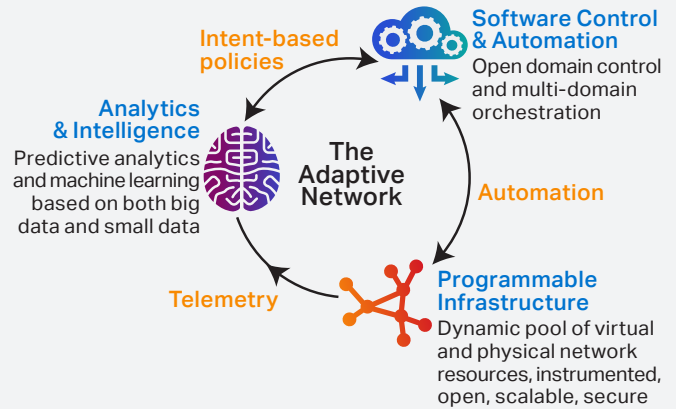 Software Control
& Automation
Open domain control
and multi-domain
orchestration
Intent-based
policies
Analytics
& Intelligence
Predictive analytics
and machine learning
based on both big
data and small data
The
Adaptive
Network
Automation
Telemetry
Programmable
Infrastructure
Dynamic pool of virtual
and physical network
resources, instrumented,
open, scalable, secure